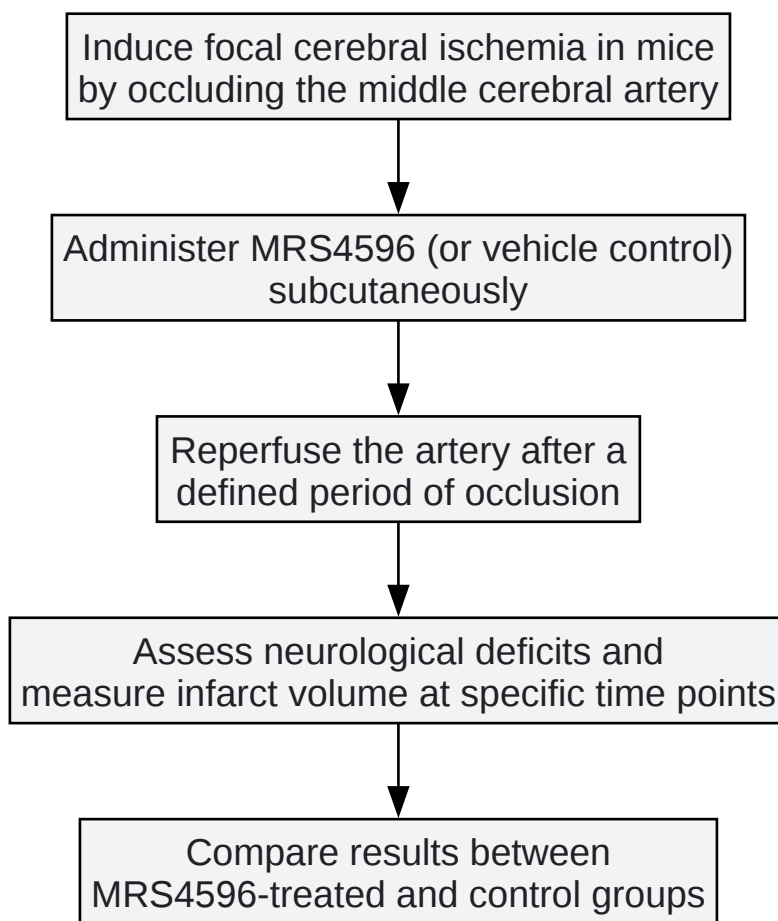 Induce focal cerebral ischemia in mice
by occluding the middle cerebral artery
Administer MRS4596 (or vehicle control)
subcutaneously
Reperfuse the artery after a
defined period of occlusion
Assess neurological deficits and
measure infarct volume at specific time points
Compare results between
MRS4596-treated and control groups